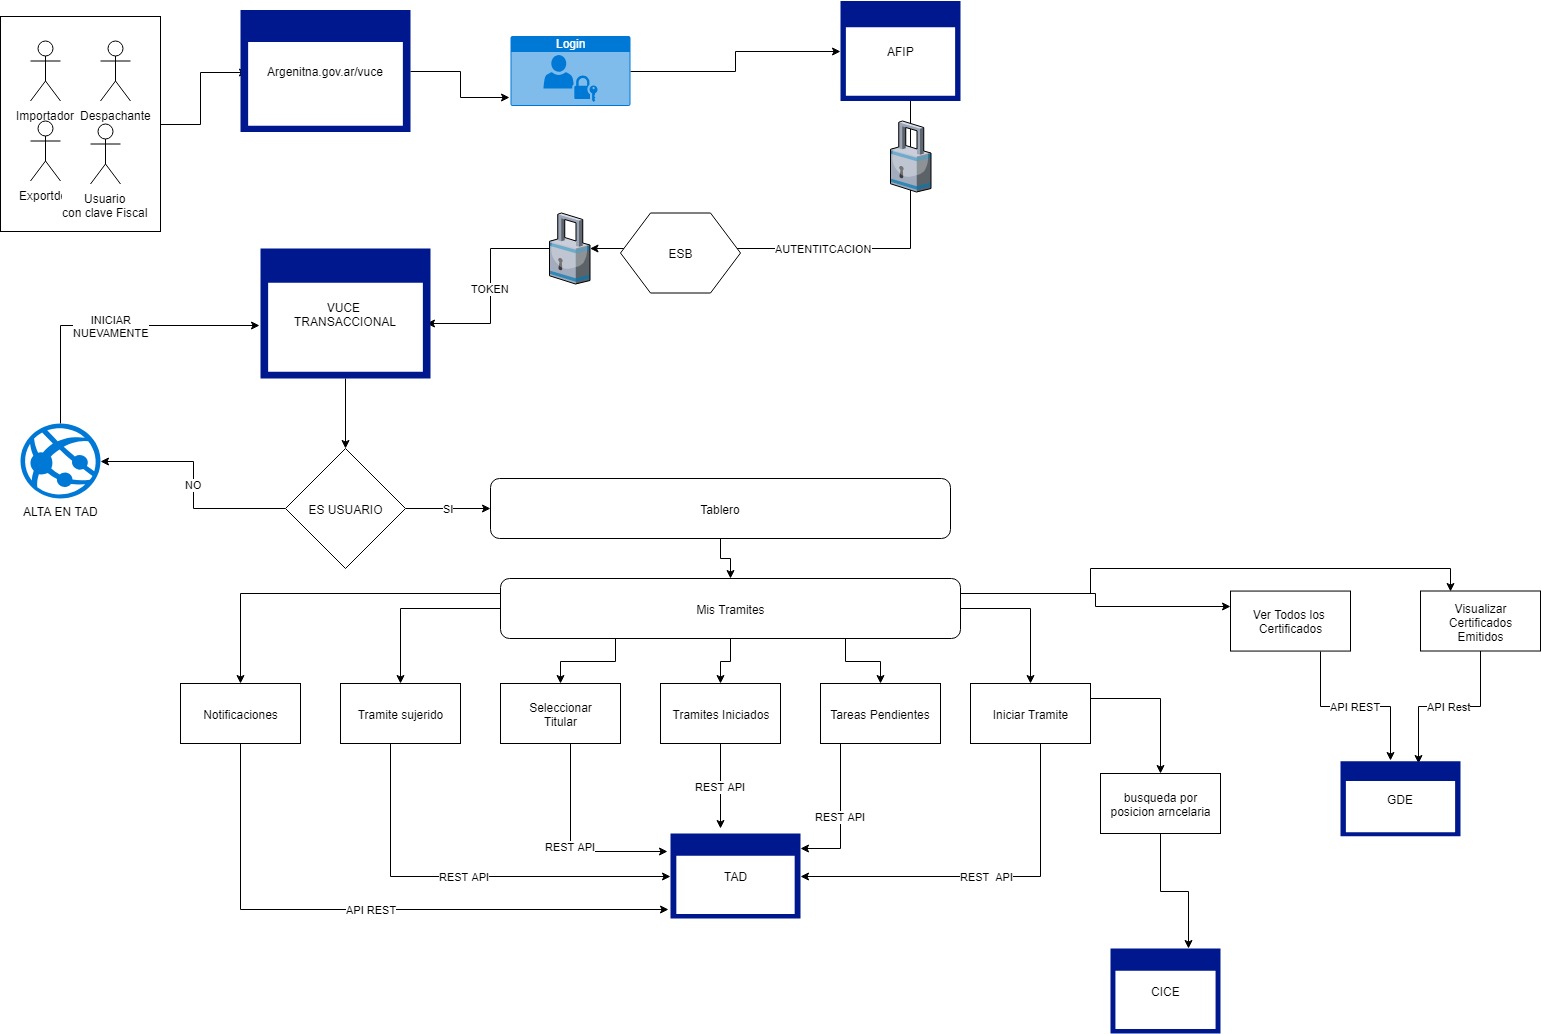 Login
AFIP
Argenitna.gov.ar/vuce
Importador
Despachante
Usuario
con clave Fiscal
ESB
AUTENTITCACION
TOKEN
VUCE
TRANSACCIONAL
INICIAR
NUEVAMENTE
NO
ES USUARIO
SI
Tablero
ALTA EN TAD
Mis Tramites
Ver Todos los
Certificados
Visualizar
Certificados
Emitidos
Notificaciones
Tramite sujerido
Seleccionar
Titular
Tramites Iniciados
Tareas Pendientes
Iniciar Tramite
API REST
API Rest
REST API
busqueda por
posicion arncelaria
GDE
REST API
REST API
TAD
REST API
REST API
API REST
CICE